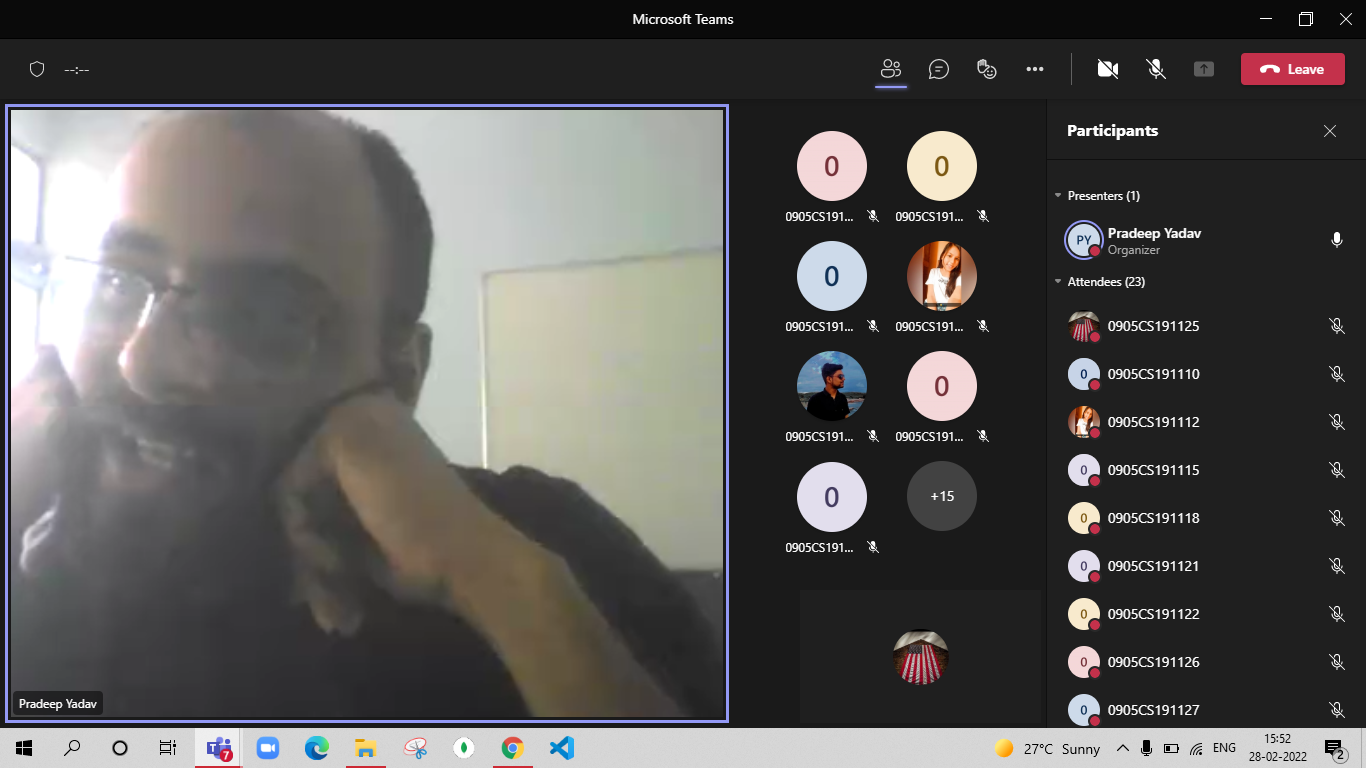 Microsoft Teams
--:--
Leave
Pradeep Yadav
0
0
0905CS191...
0905CS191...
0
0905CS191...
0905CS191...
0
0905CS191...
0905CS191...
0
+15
0905CS191...
Participants
Presenters (1)
PY
Pradeep Yadav
Organizer
Attendees (23)
0905CS191125
0 0905CS191110
0905CS191112
0 0905CS191115
0 0905CS191118
0 0905CS191121
0 0905CS191122
0 0905CS191126
0 0905CS191127
7
27°C Sunny
ENG
15:52
28-02-2022
2